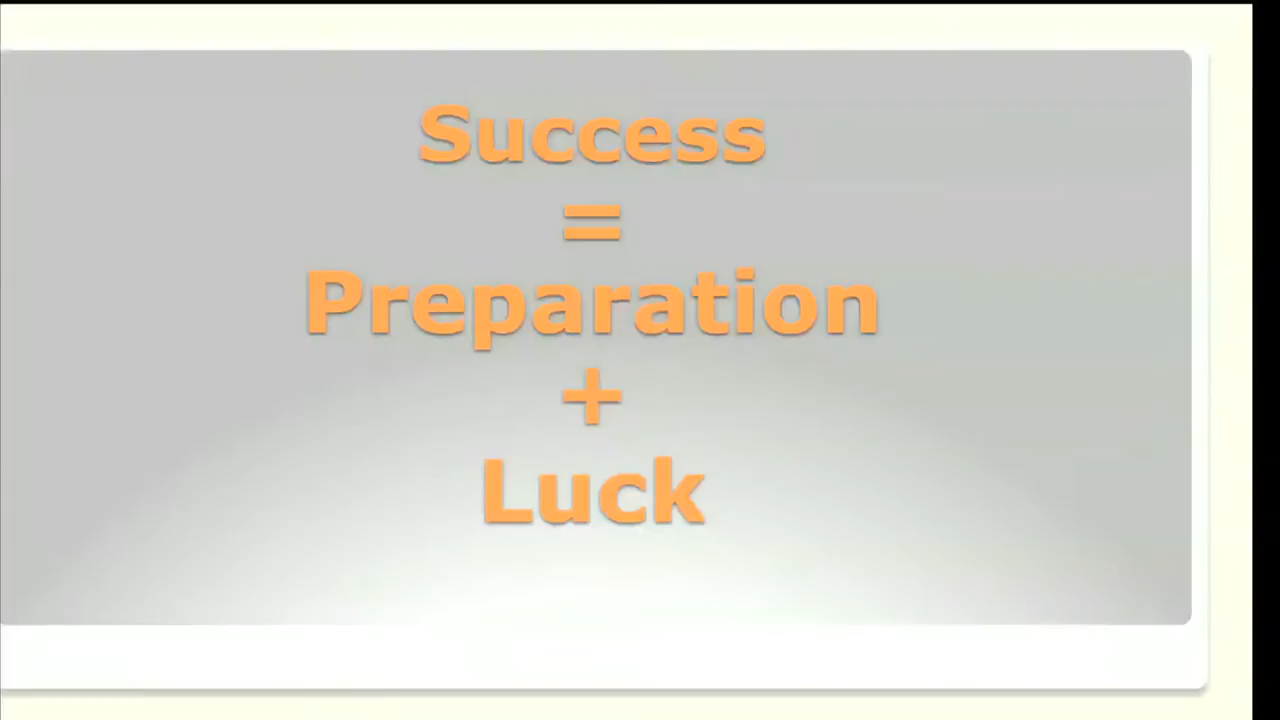 Success
=
Preparation
+
Luck